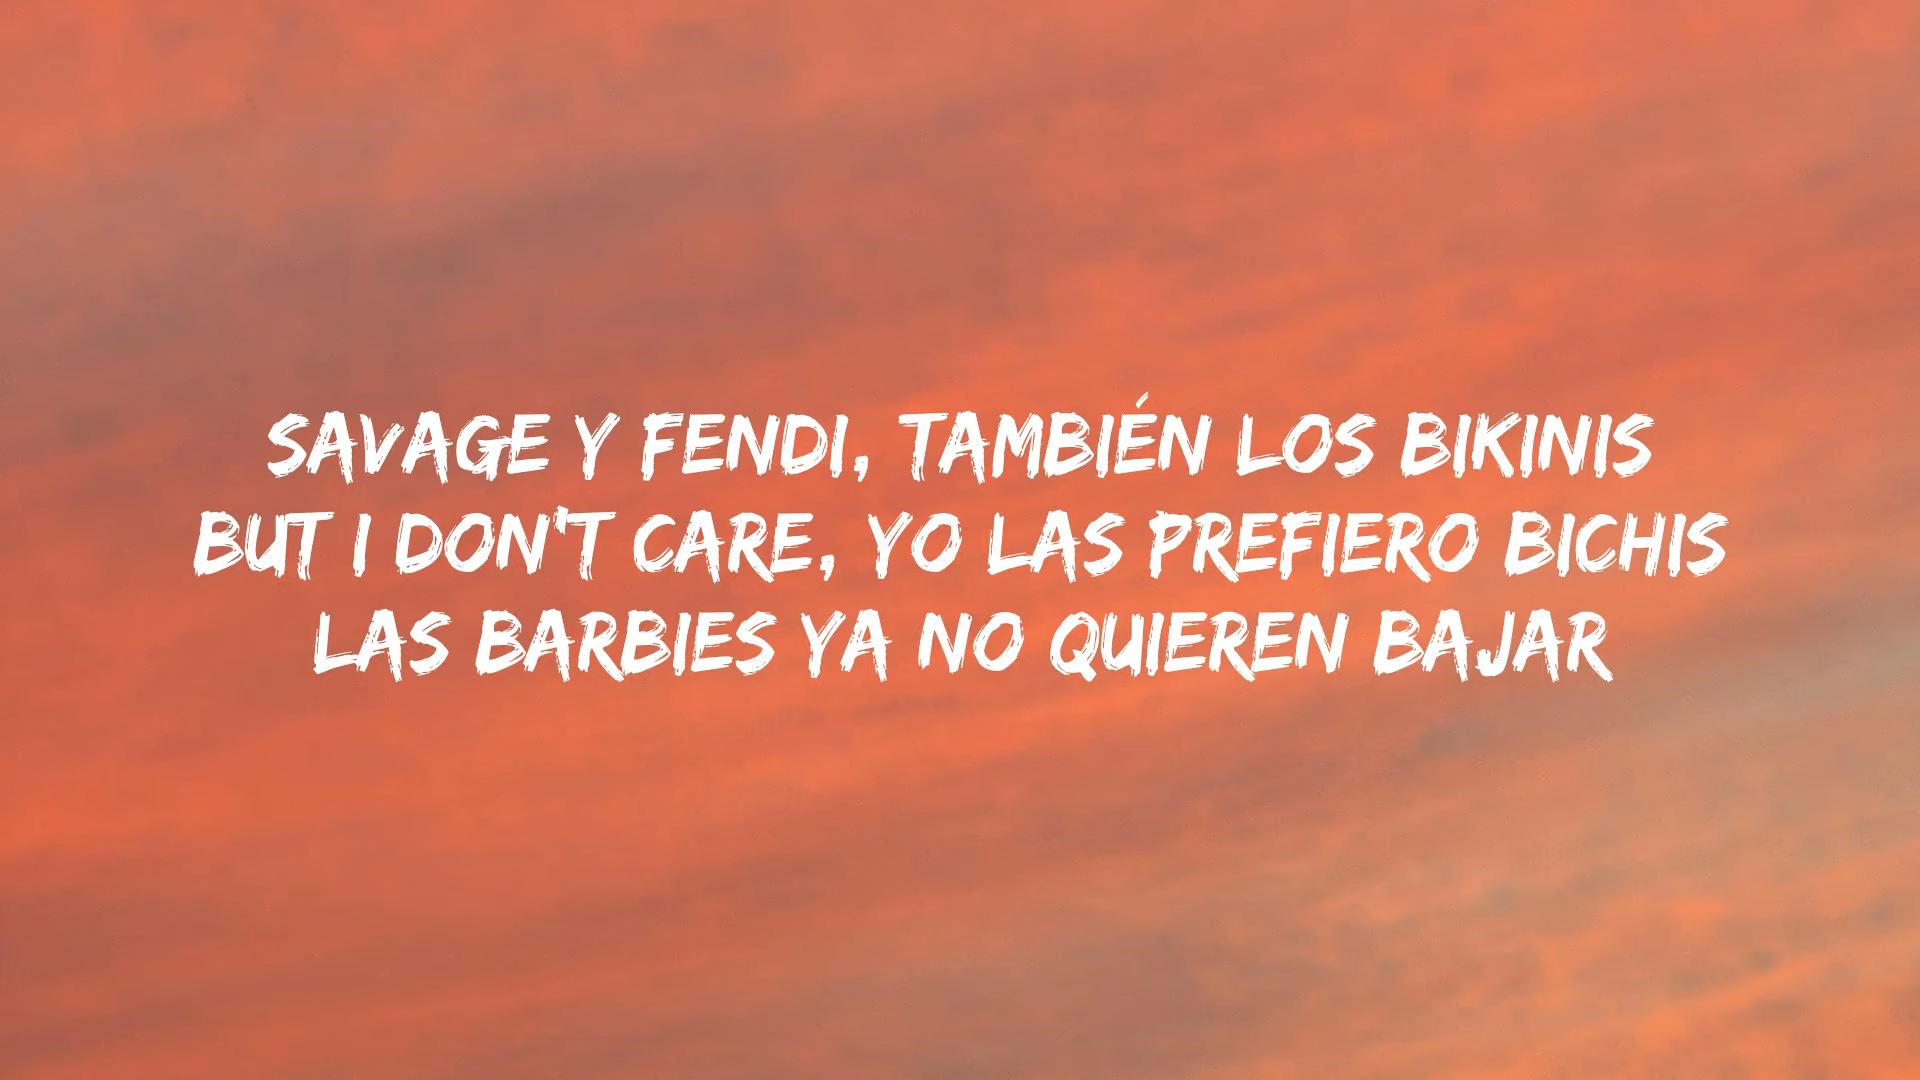 SAVAGE Y FENDI, TAMBIÉN LOS BIKINIS
BUT I DON'T CARE, YO LAS PREFIERO BICHIS
LAS BARBIES YA NO QUIEREN BAJAR